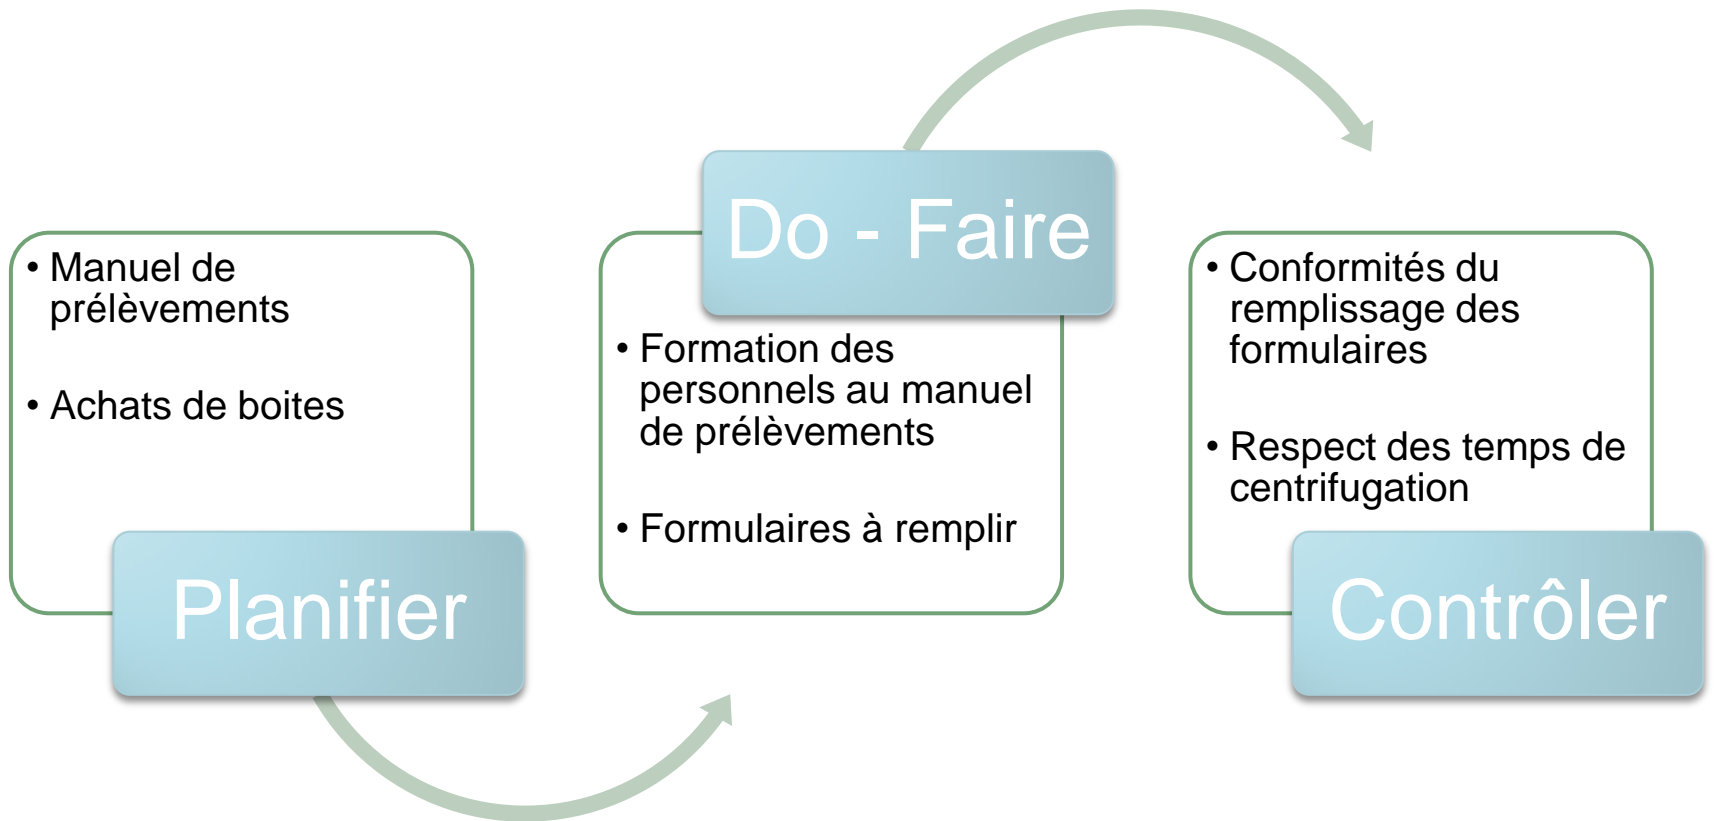 • Manuel de
prélèvements
• Achats de boites
Planifier
Do - Faire
• Formation des
personnels au manuel
de prélèvements
• Formulaires à remplir
• Conformités du
remplissage des
formulaires
• Respect des temps de
centrifugation
Contrôler